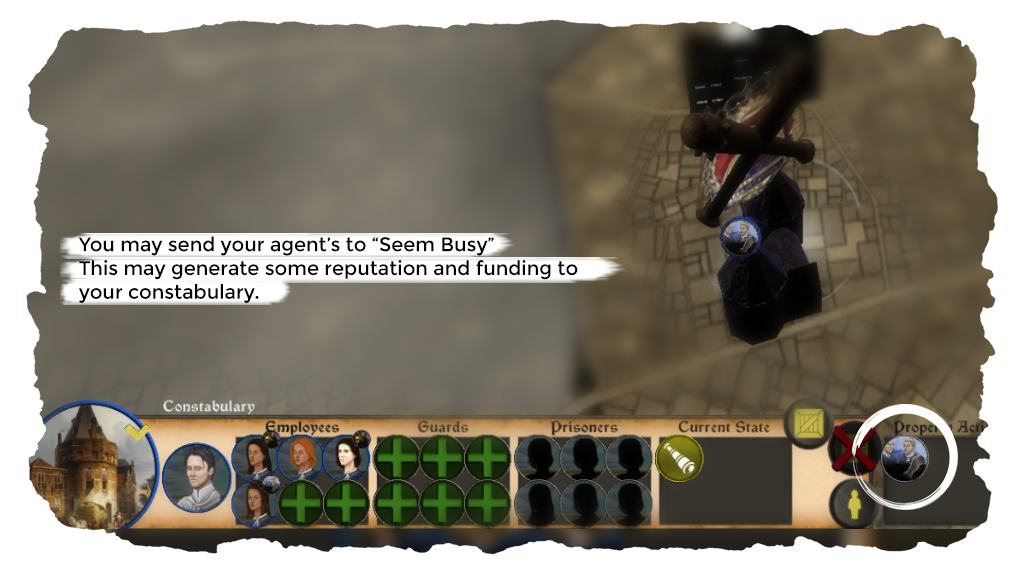 You may send your agent's to “Seem Busy”
This may generate some reputation and funding to
your constabulary.
Constabulary
Employees
Guards
Prisoners
Current State